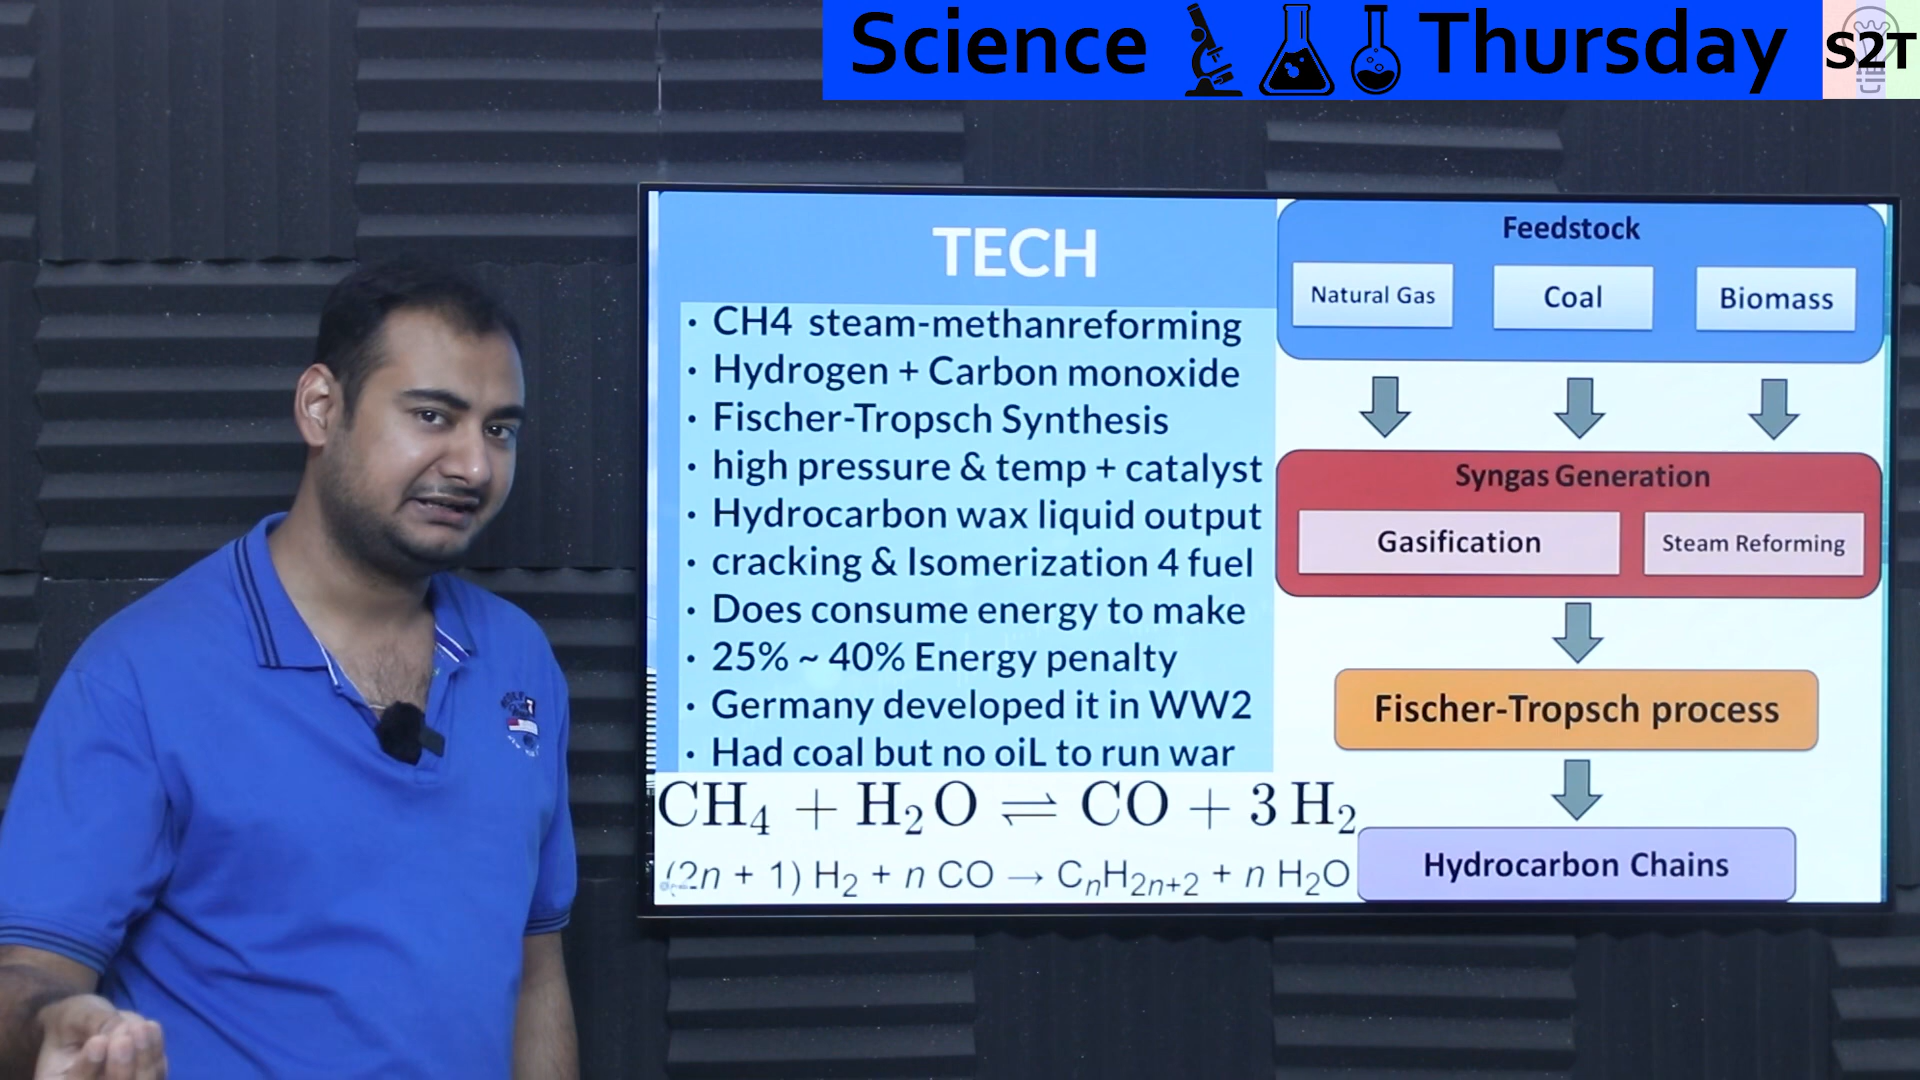 Science Thursday
S2T
TECH
• CH4 steam-methanreforming
• Hydrogen + Carbon monoxide
• Fischer-Tropsch Synthesis
• high pressure & temp + catalyst
• Hydrocarbon wax liquid output
• cracking & Isomerization 4 fuel
• Does consume energy to make
• 25% ~ 40% Energy penalty
• Germany developed it in WW2
• Had coal but no oiL to run war
CH₄ + H₂O ⇌ CO + 3 H₂
(2n + 1) H₂ + n CO → CₙH₂ₙ₊₂ + n H₂O
Feedstock
Natural Gas
Coal
Biomass
Syngas Generation
Gasification
Steam Reforming
Fischer-Tropsch process
Hydrocarbon Chains